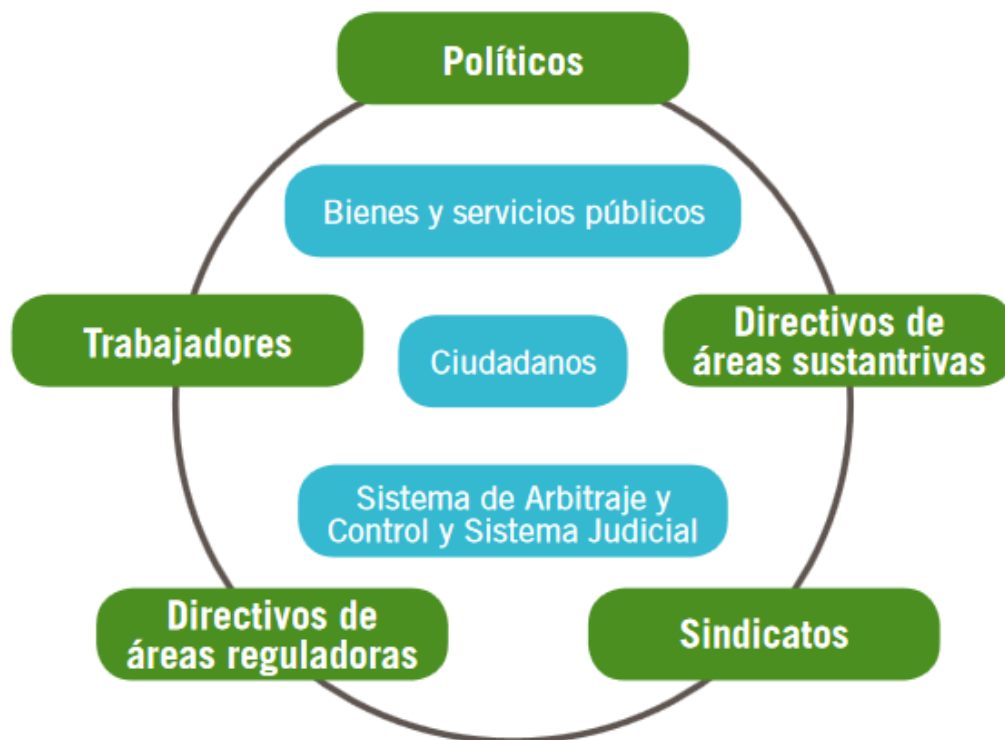 Políticos
Bienes y servicios públicos
Trabajadores
Ciudadanos
Directivos de
áreas sustantrivas
Sistema de Arbitraje y
Control y Sistema Judicial
Directivos de
áreas reguladoras
Sindicatos